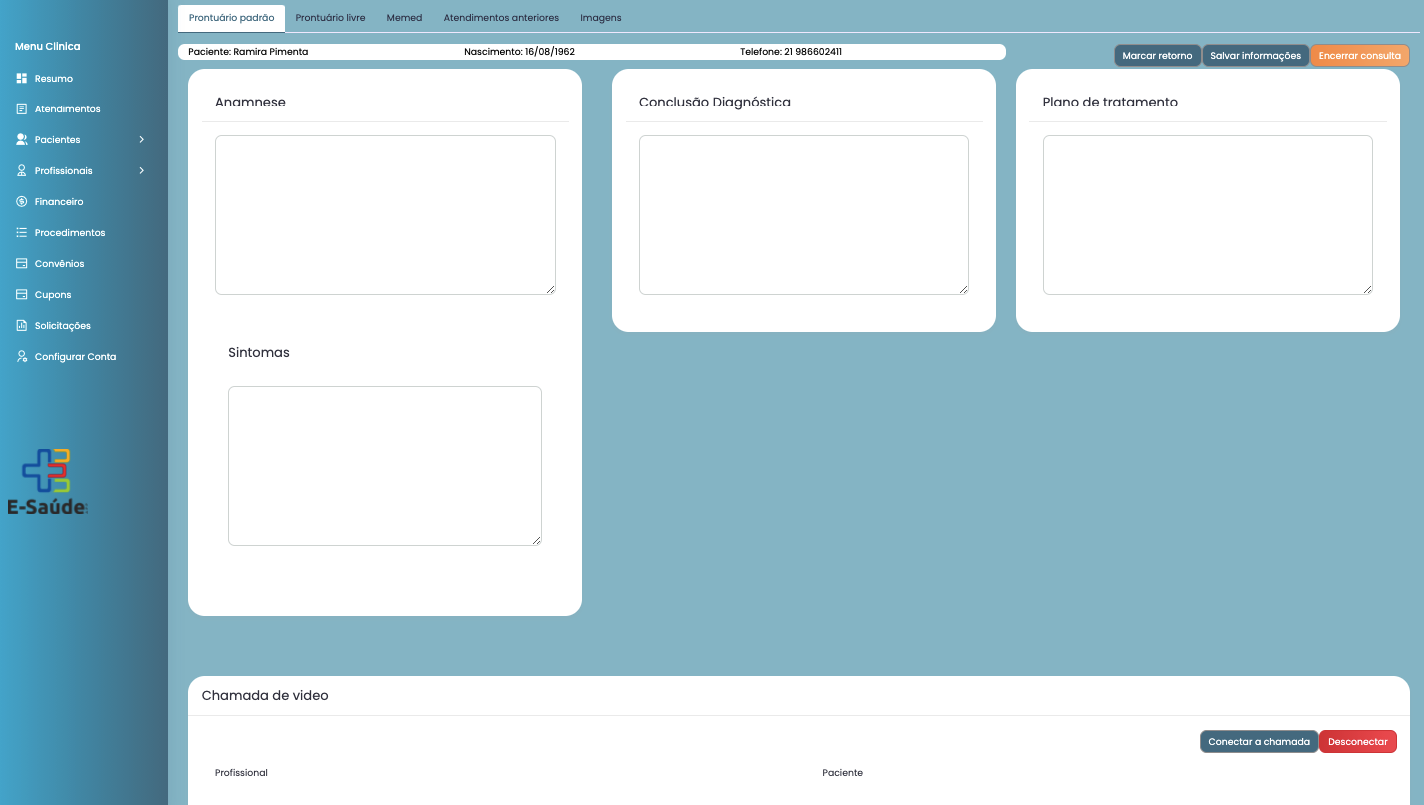 Prontuário padrão
Prontuário livre
Memed
Atendimentos anteriores
Imagens
Menu Clínica
Resumo
Atendimentos
Pacientes
Profissionais
Financeiro
Procedimentos
Convênios
Cupons
Solicitações
Configurar Conta
E-Saúde
Paciente: Ramira Pimenta
Nascimento: 16/08/1962
Telefone: 21 986602411
Marcar retorno
Salvar informações
Encerrar consulta
Anamnese
Conclusão Diagnóstica
Plano de tratamento
Sintomas
Chamada de video
Conectar a chamada
Desconectar
Profissional
Paciente